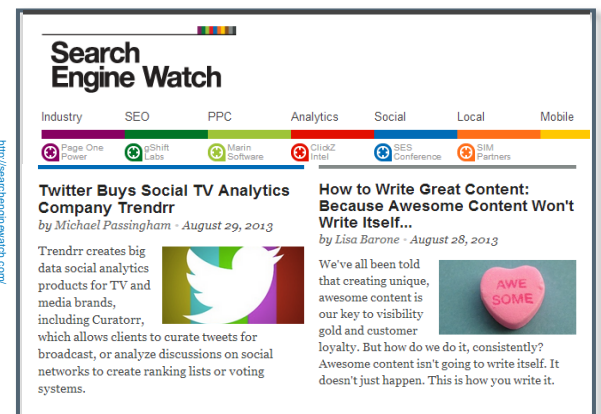 Search
Engine Watch
Industry SEO PPC Analytics Social Local Mobile
Page One
Power
gShift
Labs
Marin
Software
ClickZ
Intel
SES
Conference
SIM
Partners
http://searchenginewatch.com/
Twitter Buys Social TV Analytics
Company Trendrr
by Michael Passingham - August 29, 2013
Trendrr creates big
data social analytics
products for TV and
media brands,
including Curatorr,
which allows clients to curate tweets for
broadcast, or analyze discussions on social
networks to create ranking lists or voting
systems.
How to Write Great Content:
Because Awesome Content Won't
Write Itself...
by Lisa Barone - August 28, 2013
We've all been told
that creating unique,
awesome content is
our key to visibility
gold and customer
loyalty. But how do we do it, consistently?
Awesome content isn't going to write itself. It
doesn't just happen. This is how you write it.
AWE
SOME